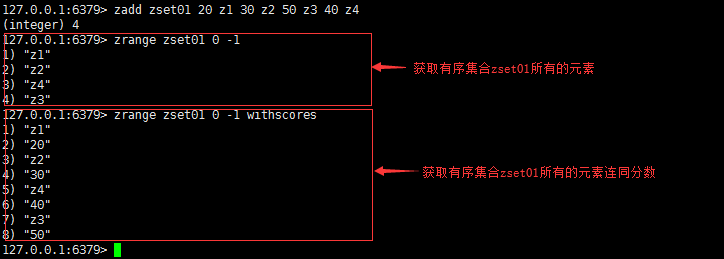 127.0.0.1:6379> zadd zset01 20 z1 30 z2 50 z3 40 z4
(integer) 4
127.0.0.1:6379> zrange zset01 0 -1
1) "z1"
2) "z2"
3) "z4"
4) "z3"
获取有序集合zset01所有的元素
127.0.0.1:6379> zrange zset01 0 -1 withscores
1) "z1"
2) "20"
3) "z2"
4) "30"
5) "z4"
6) "40"
7) "z3"
8) "50"
获取有序集合zset01所有的元素连同分数
127.0.0.1:6379>